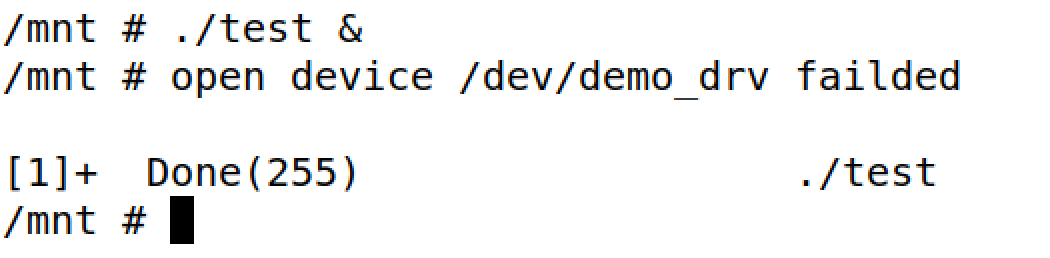 /mnt # ./test &
/mnt # open device /dev/demo_drv failded
[1]+  Done(255)                       ./test
/mnt #